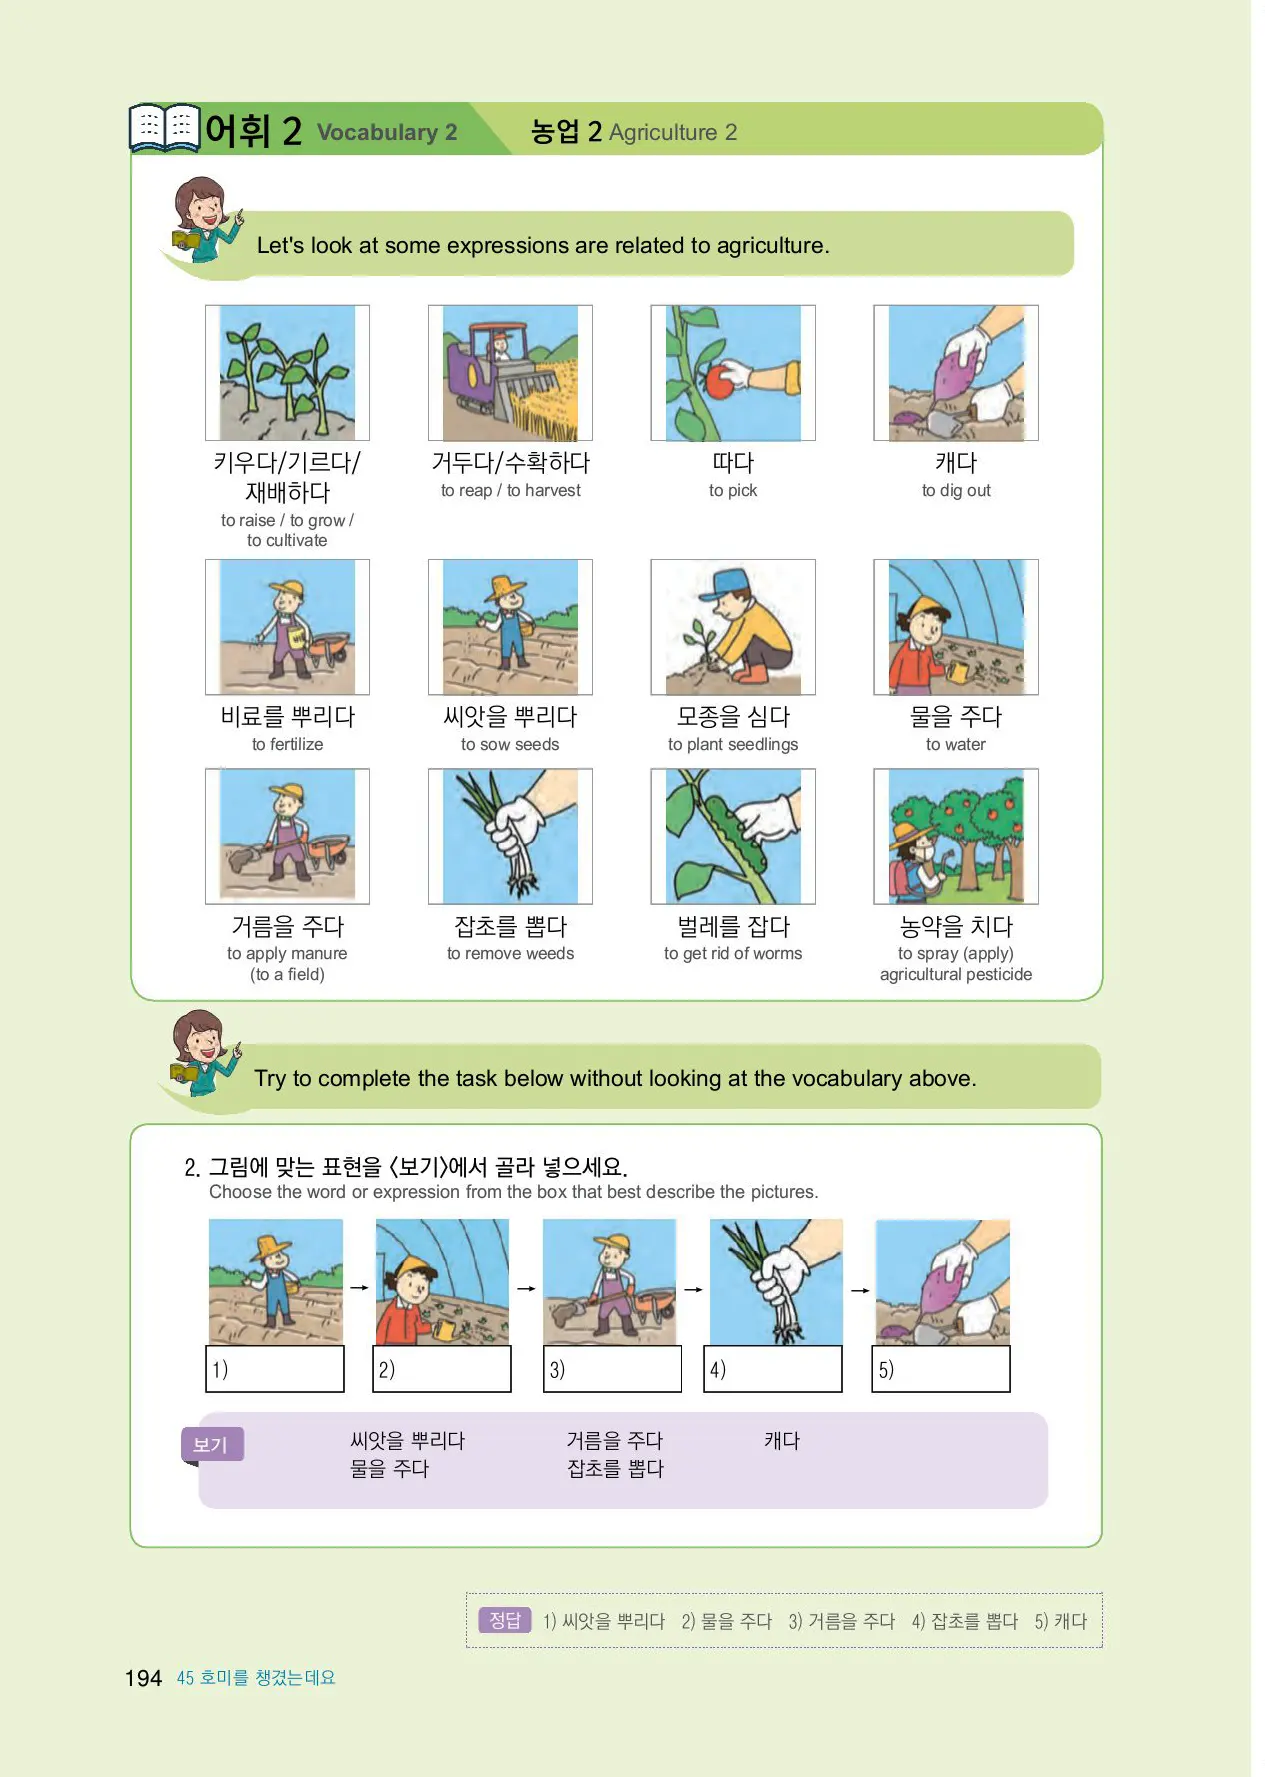 어휘 2 Vocabulary 2 농업 2 Agriculture 2
Let's look at some expressions are related to agriculture.
키우다/기르다/ 거두다/수확하다 따다 캐다
재배하다 to reap / to harvest to pick to dig out
to raise / to grow /
to cultivate
비료를 뿌리다 씨앗을 뿌리다 모종을 심다 물을 주다
to fertilize to sow seeds to plant seedlings to water
거름을 주다 잡초를 뽑다 벌레를 잡다 농약을 치다
to apply manure to remove weeds to get rid of worms to spray (apply)
(to a field) agricultural pesticide
Try to complete the task below without looking at the vocabulary above.
2. 그림에 맞는 표현을 <보기>에서 골라 넣으세요.
Choose the word or expression from the box that best describe the pictures.
→ → → →
1) 2) 3) 4) 5)
보기 씨앗을 뿌리다 거름을 주다 캐다
물을 주다 잡초를 뽑다
정답 1) 씨앗을 뿌리다 2) 물을 주다 3) 거름을 주다 4) 잡초를 뽑다 5) 캐다
194 45 호미를 챙겼는데요